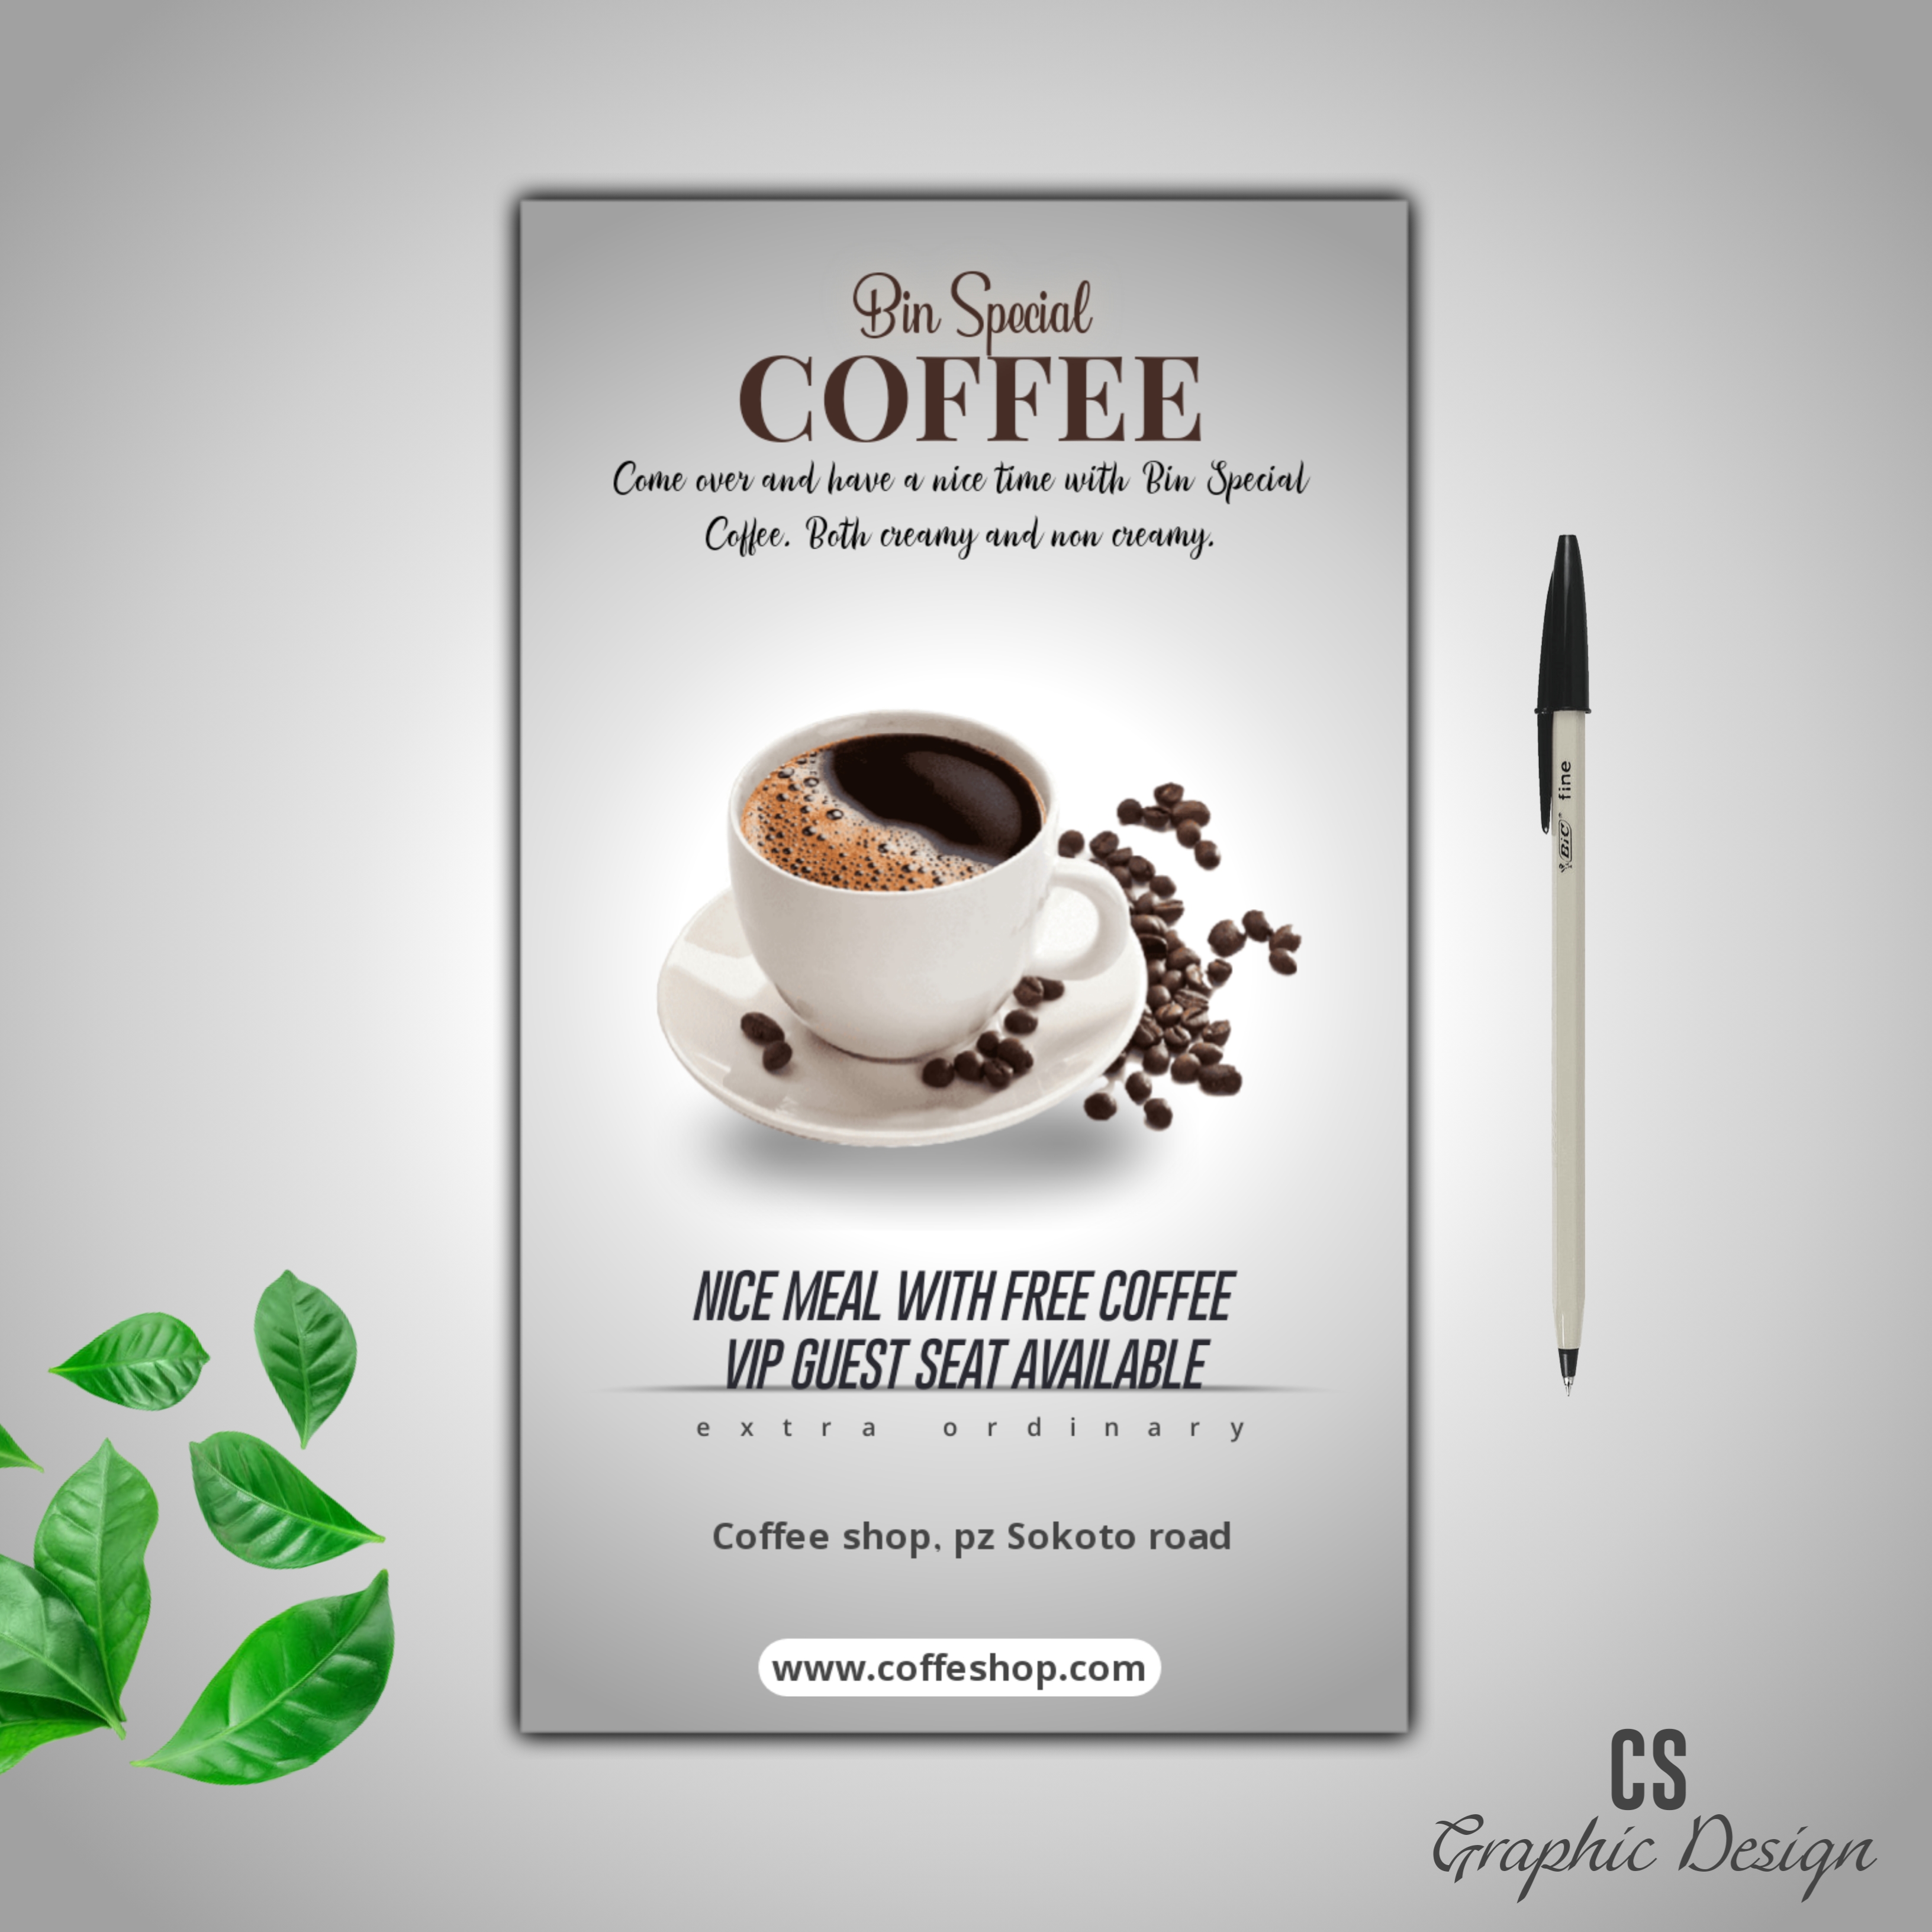 Bin Special
COFFEE
Come over and have a nice time with Bin Special
Coffee. Both creamy and non creamy.
BiC fine
NICE MEAL WITH FREE COFFEE
VIP GUEST SEAT AVAILABLE
extra ordinary
Coffee shop, pz Sokoto road
www.coffeshop.com
CS
Graphic Design